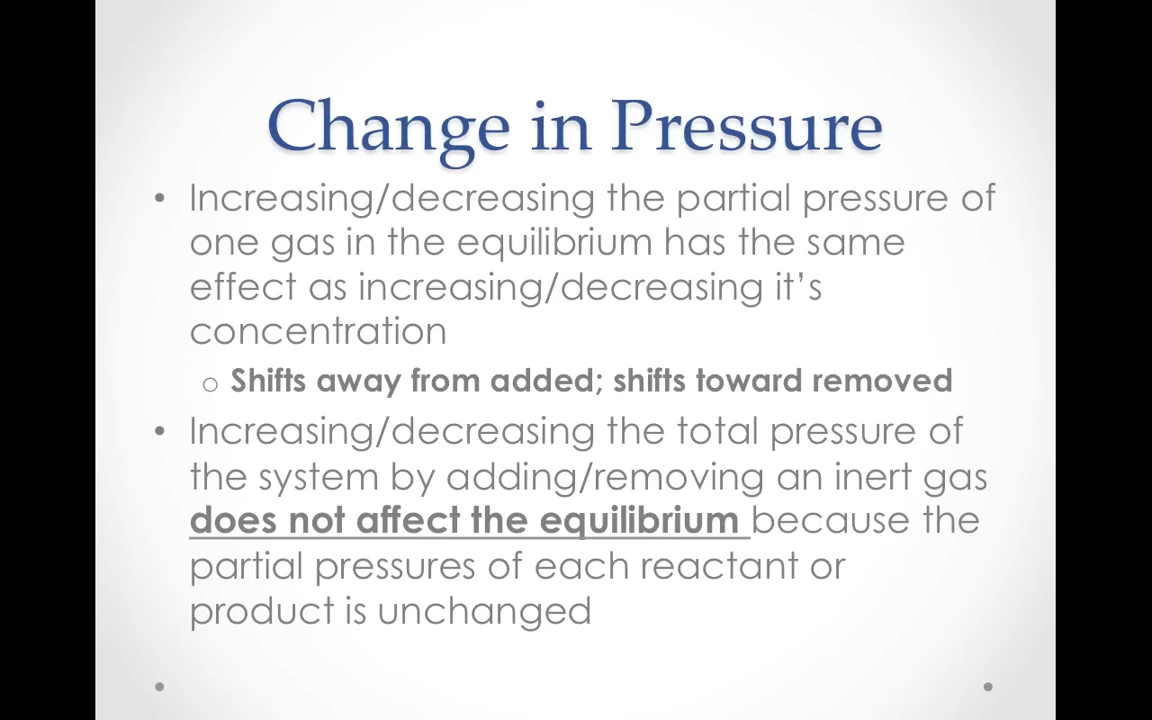 Change in Pressure
• Increasing/decreasing the partial pressure of
one gas in the equilibrium has the same
effect as increasing/decreasing it’s
concentration
o Shifts away from added; shifts toward removed
• Increasing/decreasing the total pressure of
the system by adding/removing an inert gas
does not affect the equilibrium because the
partial pressures of each reactant or
product is unchanged